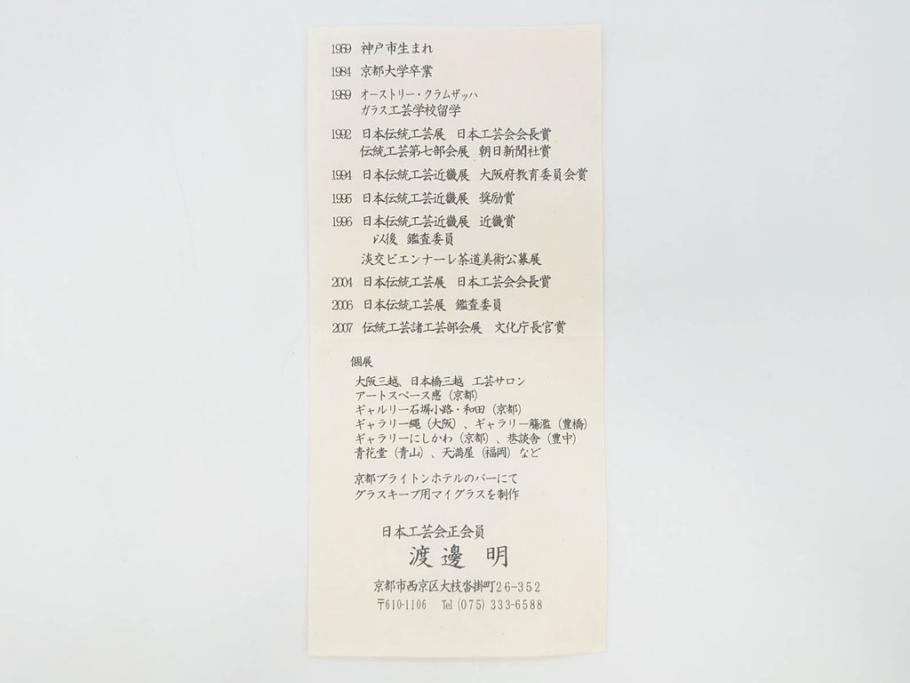 1959 神戸市生まれ
1984 京都大学卒業
1989 オーストリー・クラムザッハ
ガラス工芸学校留学
1992 日本伝統工芸展 日本工芸会会長賞
伝統工芸第七部会展 朝日新聞社賞
1994 日本伝統工芸近畿展 大阪府教育委員会賞
1995 日本伝統工芸近畿展 奨励賞
1996 日本伝統工芸近畿展 近畿賞
以後 鑑査委員
淡交ビエンナーレ茶道美術公募展
2004 日本伝統工芸展 日本工芸会会長賞
2006 日本伝統工芸展 鑑査委員
2007 伝統工芸諸工芸部会展 文化庁長官賞
個展
大阪三越、日本橋三越 工芸サロン
アートスペース感(京都)
ギャルリー石塀小路・和田(京都)
ギャラリー縄(大阪)、ギャラリー觴濫(豊橋)
ギャラリーにしかわ(京都)、巷談舎(豊中)
青花堂(青山)、天満屋(福岡)など
京都ブライトンホテルのバーにて
グラスキープ用マイグラスを制作
日本工芸会正会員
渡邊 明
京都市西京区大枝沓掛町26-352
〒610-1106 Tel (075) 333-6588